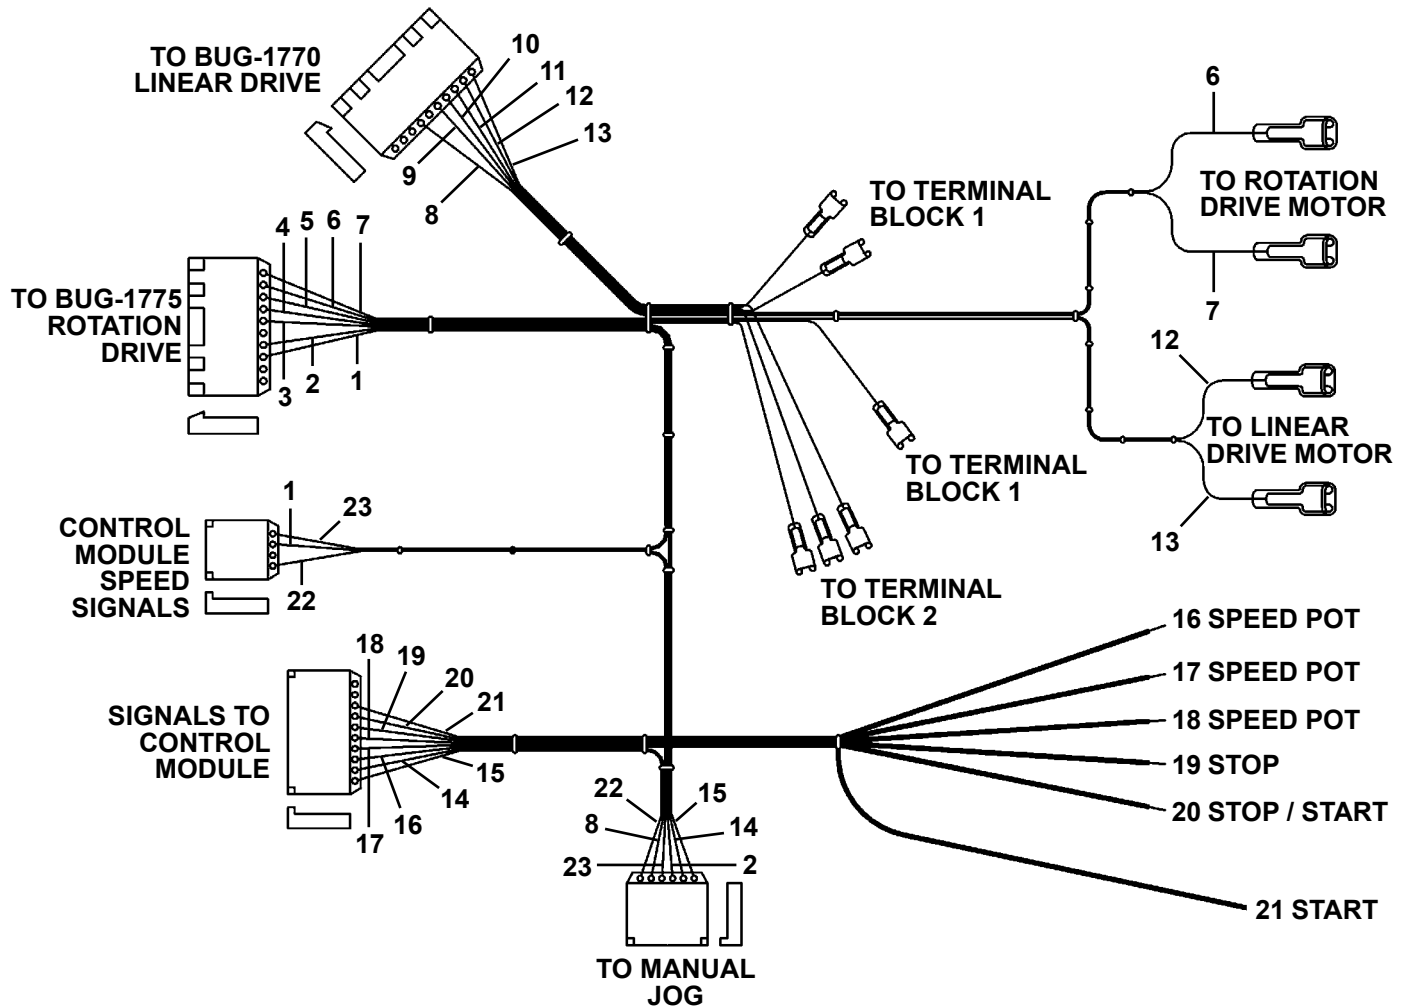 TO BUG-1770
LINEAR DRIVE
10
11
12
13
9
8
TO BUG-1775
ROTATION
DRIVE
4
5
6
7
3
2
1
TO TERMINAL
BLOCK 1
6
TO ROTATION
DRIVE MOTOR
7
12
TO LINEAR
DRIVE MOTOR
13
TO TERMINAL
BLOCK 1
TO TERMINAL
BLOCK 2
CONTROL
MODULE
SPEED
SIGNALS
1
23
22
SIGNALS TO
CONTROL
MODULE
18
19
20
21
15
14
16
17
16 SPEED POT
17 SPEED POT
18 SPEED POT
19 STOP
20 STOP / START
21 START
22
15
8
14
23
2
TO MANUAL
JOG